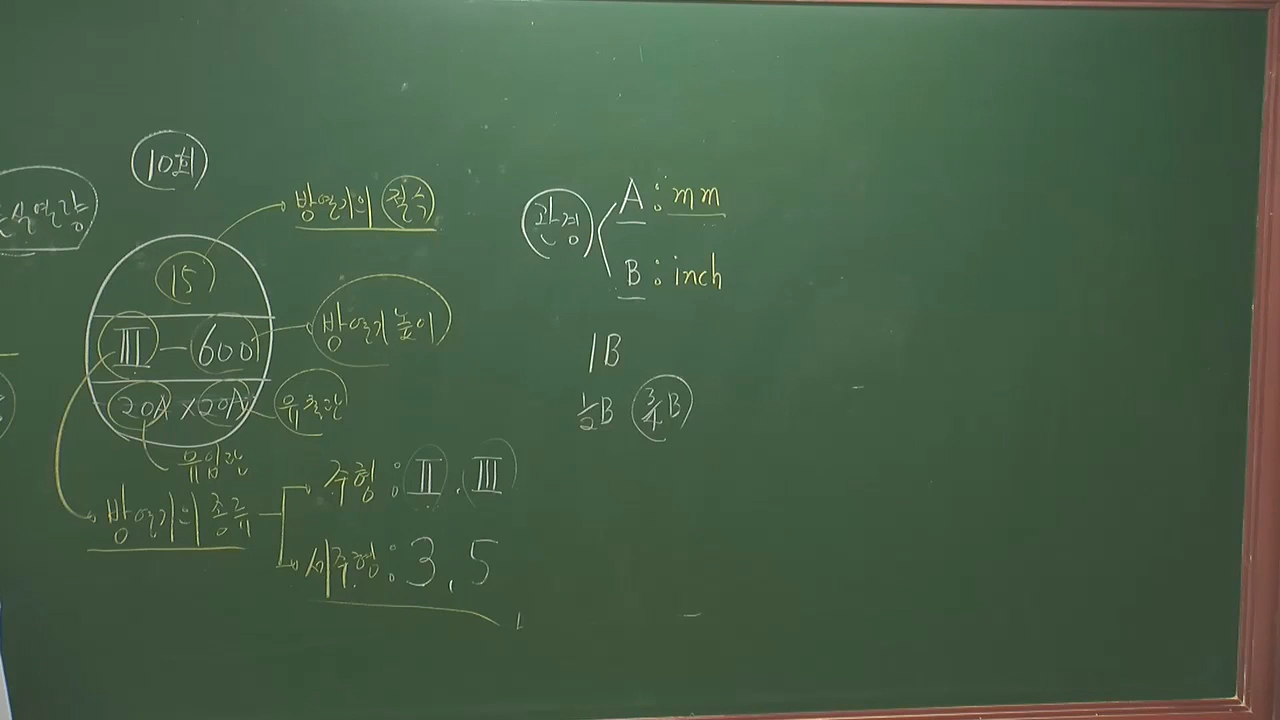 10회
방열기의 절수
15
III - 600
방열기 높이
20A × 20A
유출관
유입관
방열기의 종류
주형 : II, III
세주형 : 3, 5
관경
A : mm
B : inch
1B
1/2B 3/4B